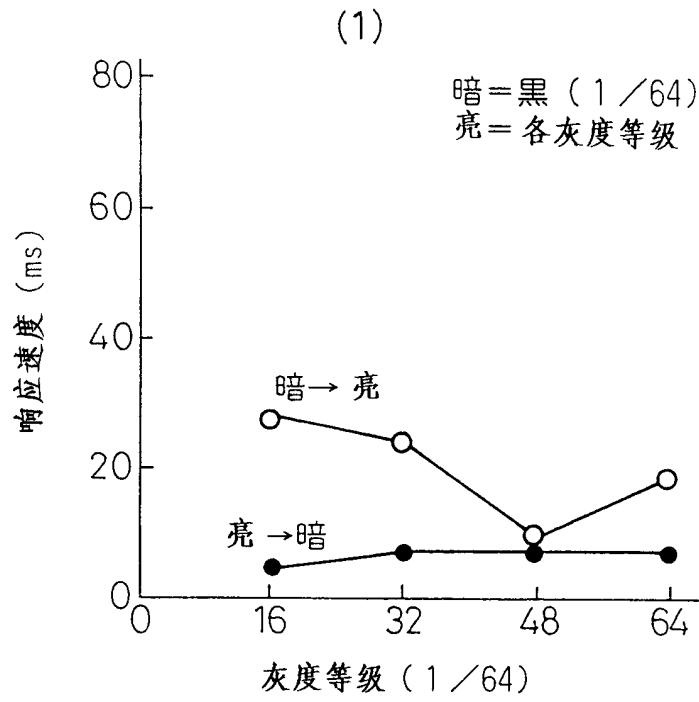 (1)
暗=黒(1/64)
亮=各灰度等级
80
60
40
20
0
响应速度(ms)
暗→亮
亮→暗
0 16 32 48 64
灰度等级(1/64)